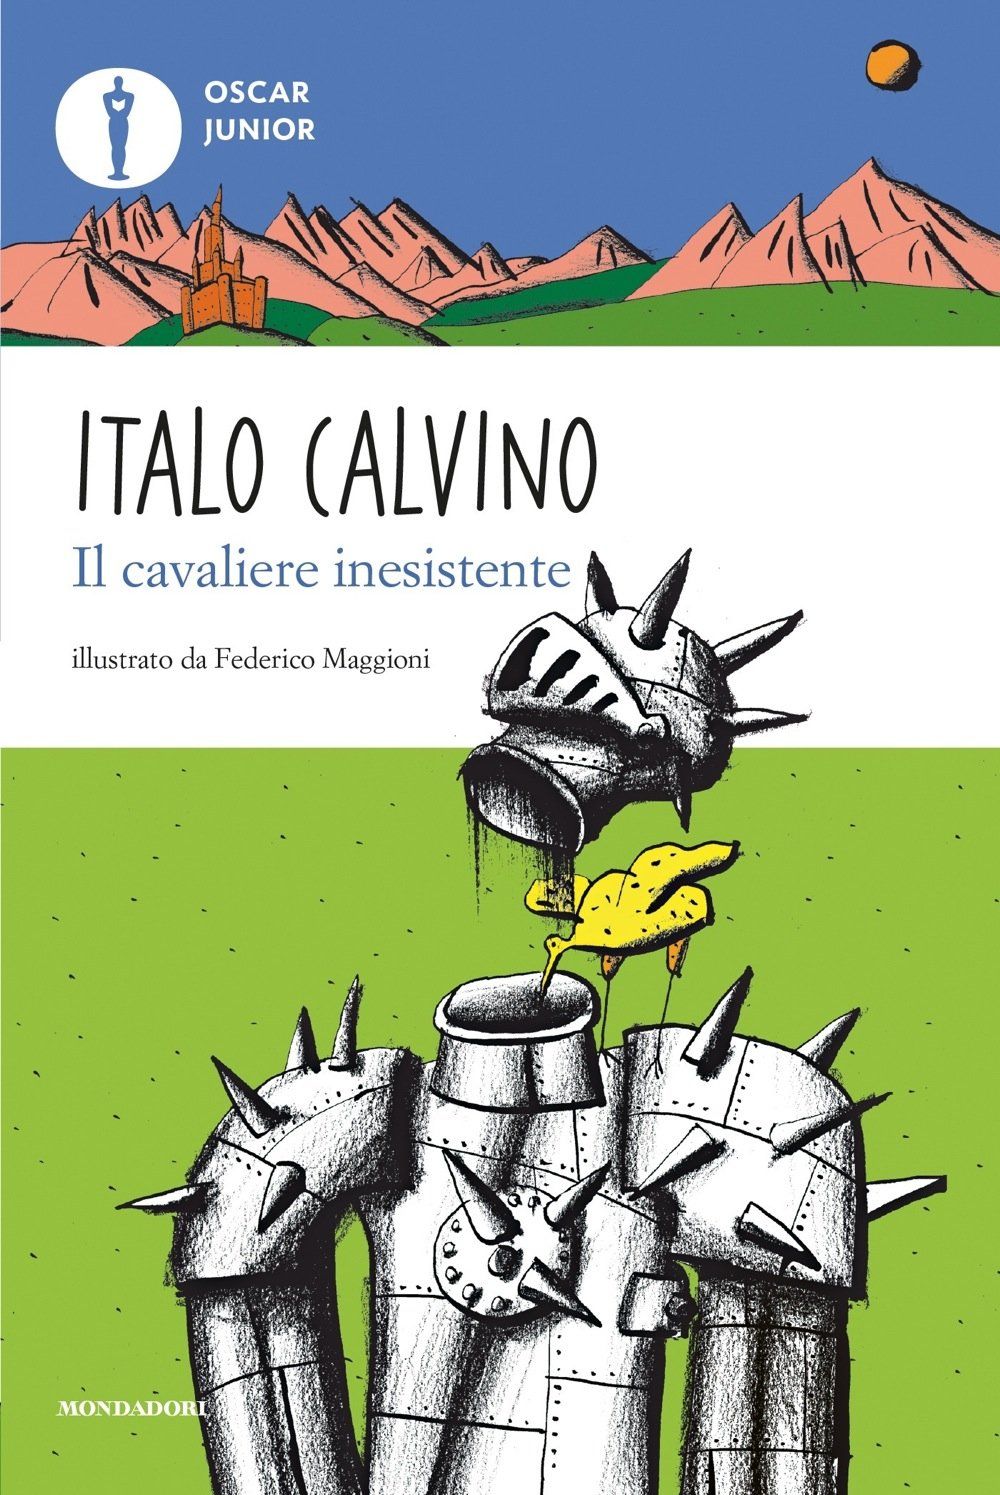 OSCAR
JUNIOR
ITALO CALVINO
Il cavaliere inesistente
illustrato da Federico Maggioni
MONDADORI